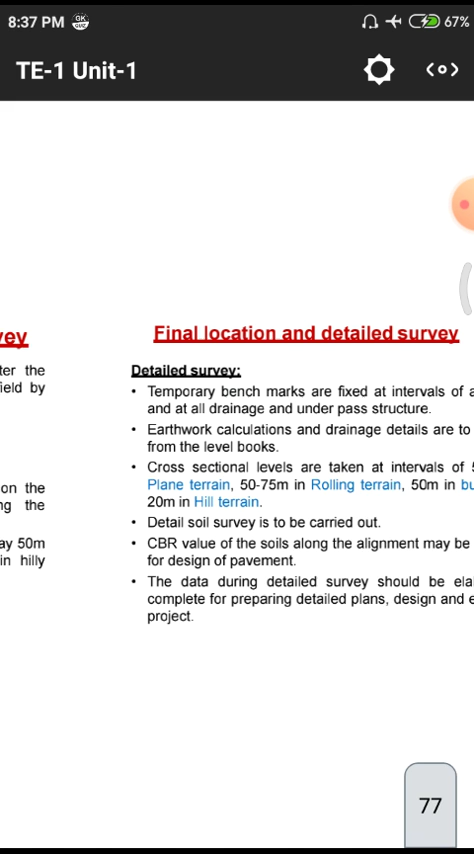 8:37 PM
67%
TE-1 Unit-1
vey
ter the
ield by
on the
ng the
ay 50m
in hilly
Final location and detailed survey
Detailed survey:
• Temporary bench marks are fixed at intervals of
and at all drainage and under pass structure.
• Earthwork calculations and drainage details are to
from the level books.
• Cross sectional levels are taken at intervals of
Plane terrain, 50-75m in Rolling terrain, 50m in bu
20m in Hill terrain.
• Detail soil survey is to be carried out.
• CBR value of the soils along the alignment may be
for design of pavement.
• The data during detailed survey should be ela
complete for preparing detailed plans, design and e
project.
77